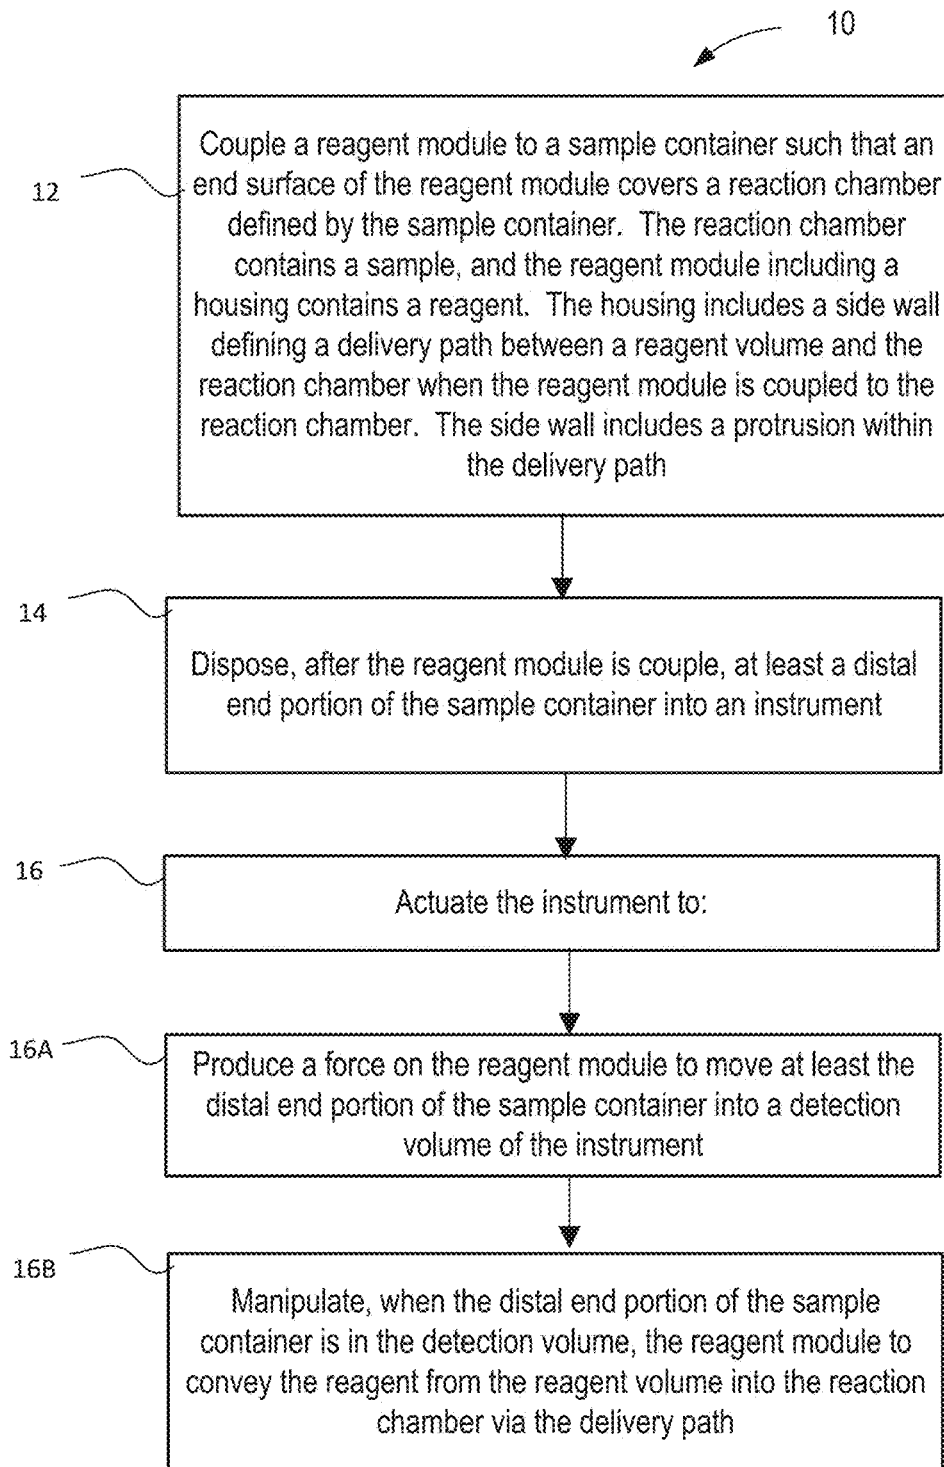 10
12
Couple a reagent module to a sample container such that an
end surface of the reagent module covers a reaction chamber
defined by the sample container. The reaction chamber
contains a sample, and the reagent module including a
housing contains a reagent. The housing includes a side wall
defining a delivery path between a reagent volume and the
reaction chamber when the reagent module is coupled to the
reaction chamber. The side wall includes a protrusion within
the delivery path
14
Dispose, after the reagent module is couple, at least a distal
end portion of the sample container into an instrument
16
Actuate the instrument to:
16A
Produce a force on the reagent module to move at least the
distal end portion of the sample container into a detection
volume of the instrument
16B
Manipulate, when the distal end portion of the sample
container is in the detection volume, the reagent module to
convey the reagent from the reagent volume into the reaction
chamber via the delivery path